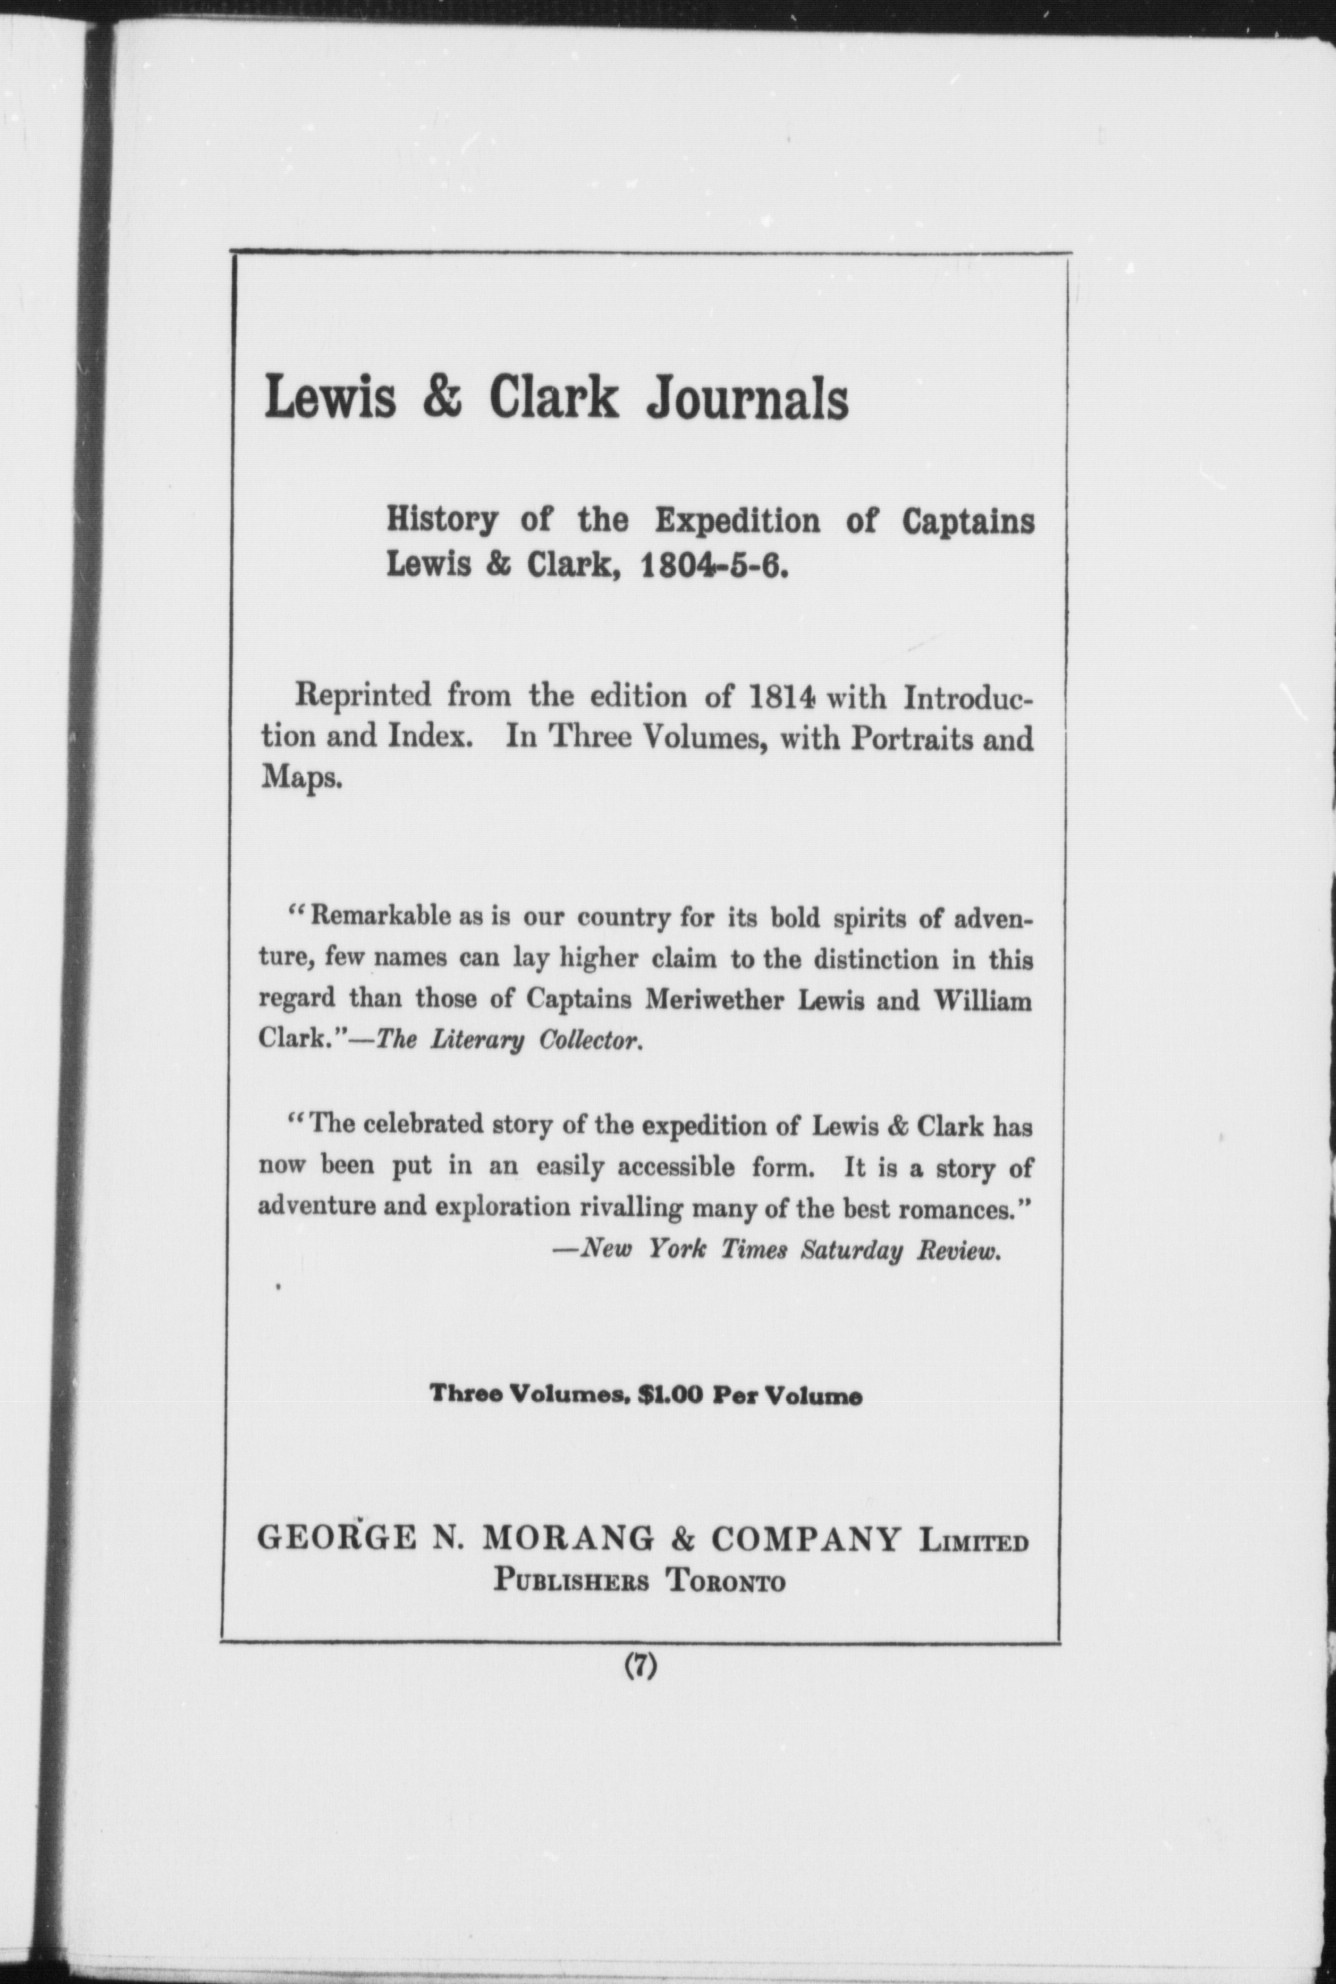 Lewis & Clark Journals
History of the Expedition of Captains
Lewis & Clark, 1804-5-6.
Reprinted from the edition of 1814 with Introduc-
tion and Index. In Three Volumes, with Portraits and
Maps.
“Remarkable as is our country for its bold spirits of adven-
ture, few names can lay higher claim to the distinction in this
regard than those of Captains Meriwether Lewis and William
Clark.”—The Literary Collector.
“The celebrated story of the expedition of Lewis & Clark has
now been put in an easily accessible form. It is a story of
adventure and exploration rivalling many of the best romances.”
—New York Times Saturday Review.
Three Volumes, $1.00 Per Volume
GEORGE N. MORANG & COMPANY LIMITED
PUBLISHERS TORONTO
(7)